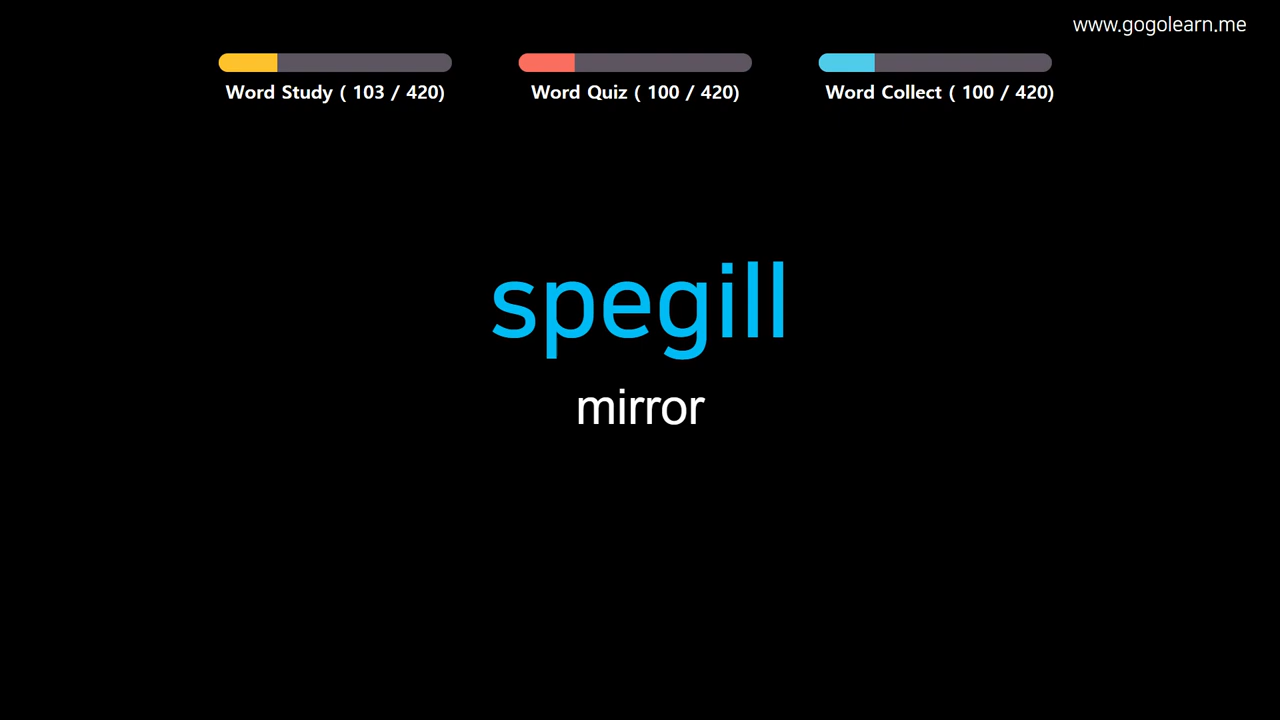 www.gogolearn.me
Word Study ( 103 / 420)
Word Quiz ( 100 / 420)
Word Collect ( 100 / 420)
spegill
mirror